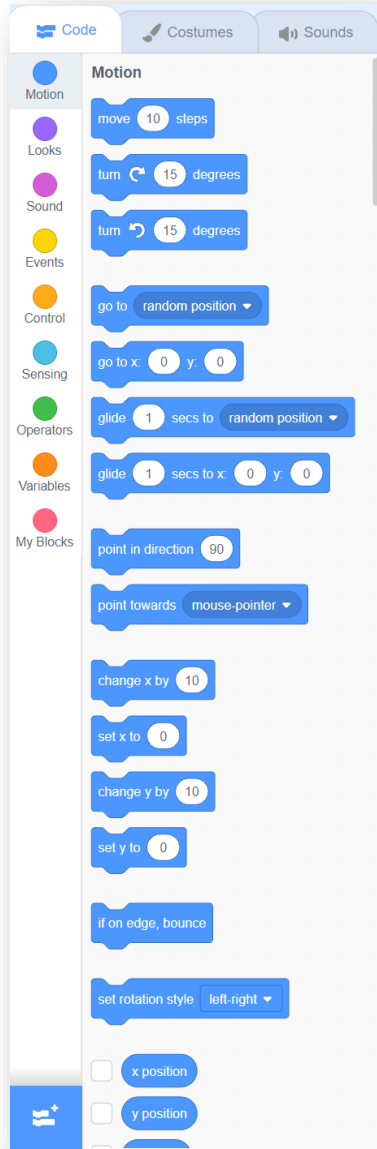 Code Costumes Sounds
Motion
Looks
Sound
Events
Control
Sensing
Operators
Variables
My Blocks
Motion
move 10 steps
turn 15 degrees
turn 15 degrees
go to random position
go to x: 0 y: 0
glide 1 secs to random position
glide 1 secs to x: 0 y: 0
point in direction 90
point towards mouse-pointer
change x by 10
set x to 0
change y by 10
set y to 0
if on edge, bounce
set rotation style left-right
x position
y position